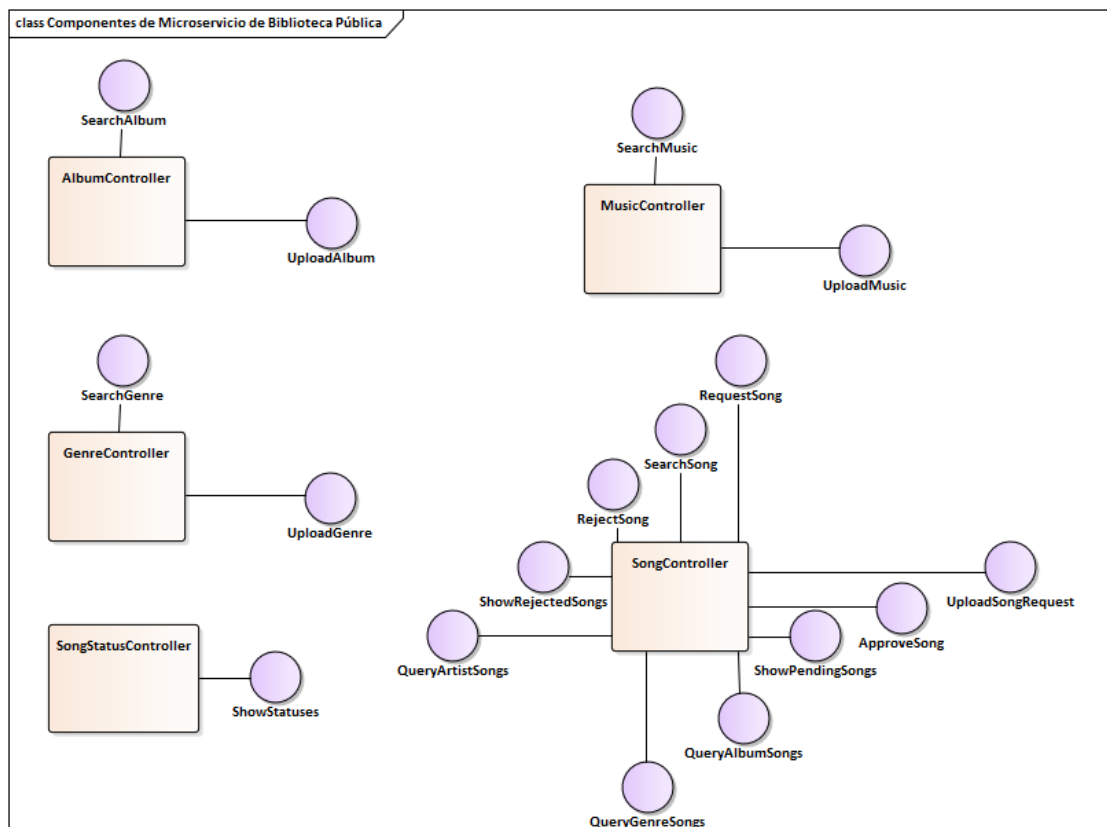 class Componentes de Microservicio de Biblioteca Pública
SearchAlbum
AlbumController
UploadAlbum
SearchMusic
MusicController
UploadMusic
SearchGenre
GenreController
UploadGenre
RequestSong
SearchSong
RejectSong
SongController
ShowRejectedSongs
UploadSongRequest
QueryArtistSongs
ApproveSong
ShowPendingSongs
QueryAlbumSongs
QueryGenreSongs
SongStatusController
ShowStatuses